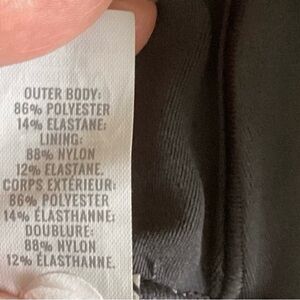 OUTER BODY:
86% POLYESTER
14% ELASTANE:
LINING:
88% NYLON
12% ELASTANE.
CORPS EXTÉRIEUR:
86% POLYESTER
14% ÉLASTHANNE:
DOUBLURE:
88% NYLON
12% ÉLASTHANNE.